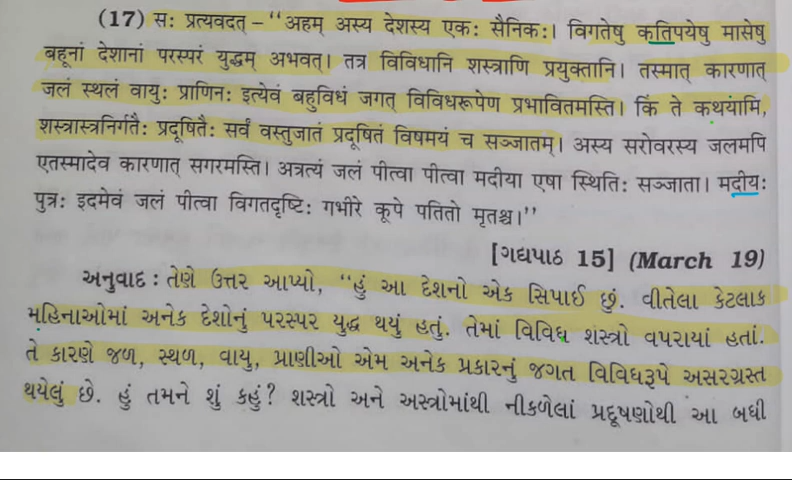 (17) सः प्रत्यवदत् – “अहम् अस्य देशस्य एकः सैनिकः। विगतेषु कतिपयेषु मासेषु
बहूनां देशानां परस्परं युद्धम् अभवत्। तत्र विविधानि शस्त्राणि प्रयुक्तानि। तस्मात् कारणात्
जलं स्थलं वायुः प्राणिनः इत्येवं बहुविधं जगत् विविधरूपेण प्रभावितमस्ति। किं ते कथयामि,
शस्त्रास्त्रनिर्गतैः प्रदूषितैः सर्वं वस्तुजातं प्रदूषितं विषमयं च सञ्जातम्। अस्य सरोवरस्य जलमपि
एतस्मादेव कारणात् सगरमस्ति। अत्रत्यं जलं पीत्वा पीत्वा मदीया एषा स्थितिः सञ्जाता। मदीयः
पुत्रः इदमेवं जलं पीत्वा विगतदृष्टिः गभीरे कूपे पतितो मृतश्च।”
[ગદ્યપાઠ 15] (March 19)
અનુવાદ : તેણે ઉત્તર આપ્યો, “હું આ દેશનો એક સિપાઈ છું. વીતેલા કેટલાક
મહિનાઓમાં અનેક દેશોનું પરસ્પર યુદ્ધ થયું હતું. તેમાં વિવિધ શસ્ત્રો વપરાયાં હતાં.
તે કારણે જળ, સ્થળ, વાયુ, પ્રાણીઓ એમ અનેક પ્રકારનું જગત વિવિધરૂપે અસરગ્રસ્ત
થયેલું છે. હું તમને શું કહું? શસ્ત્રો અને અસ્ત્રોમાંથી નીકળેલાં પ્રદૂષણોથી આ બધી